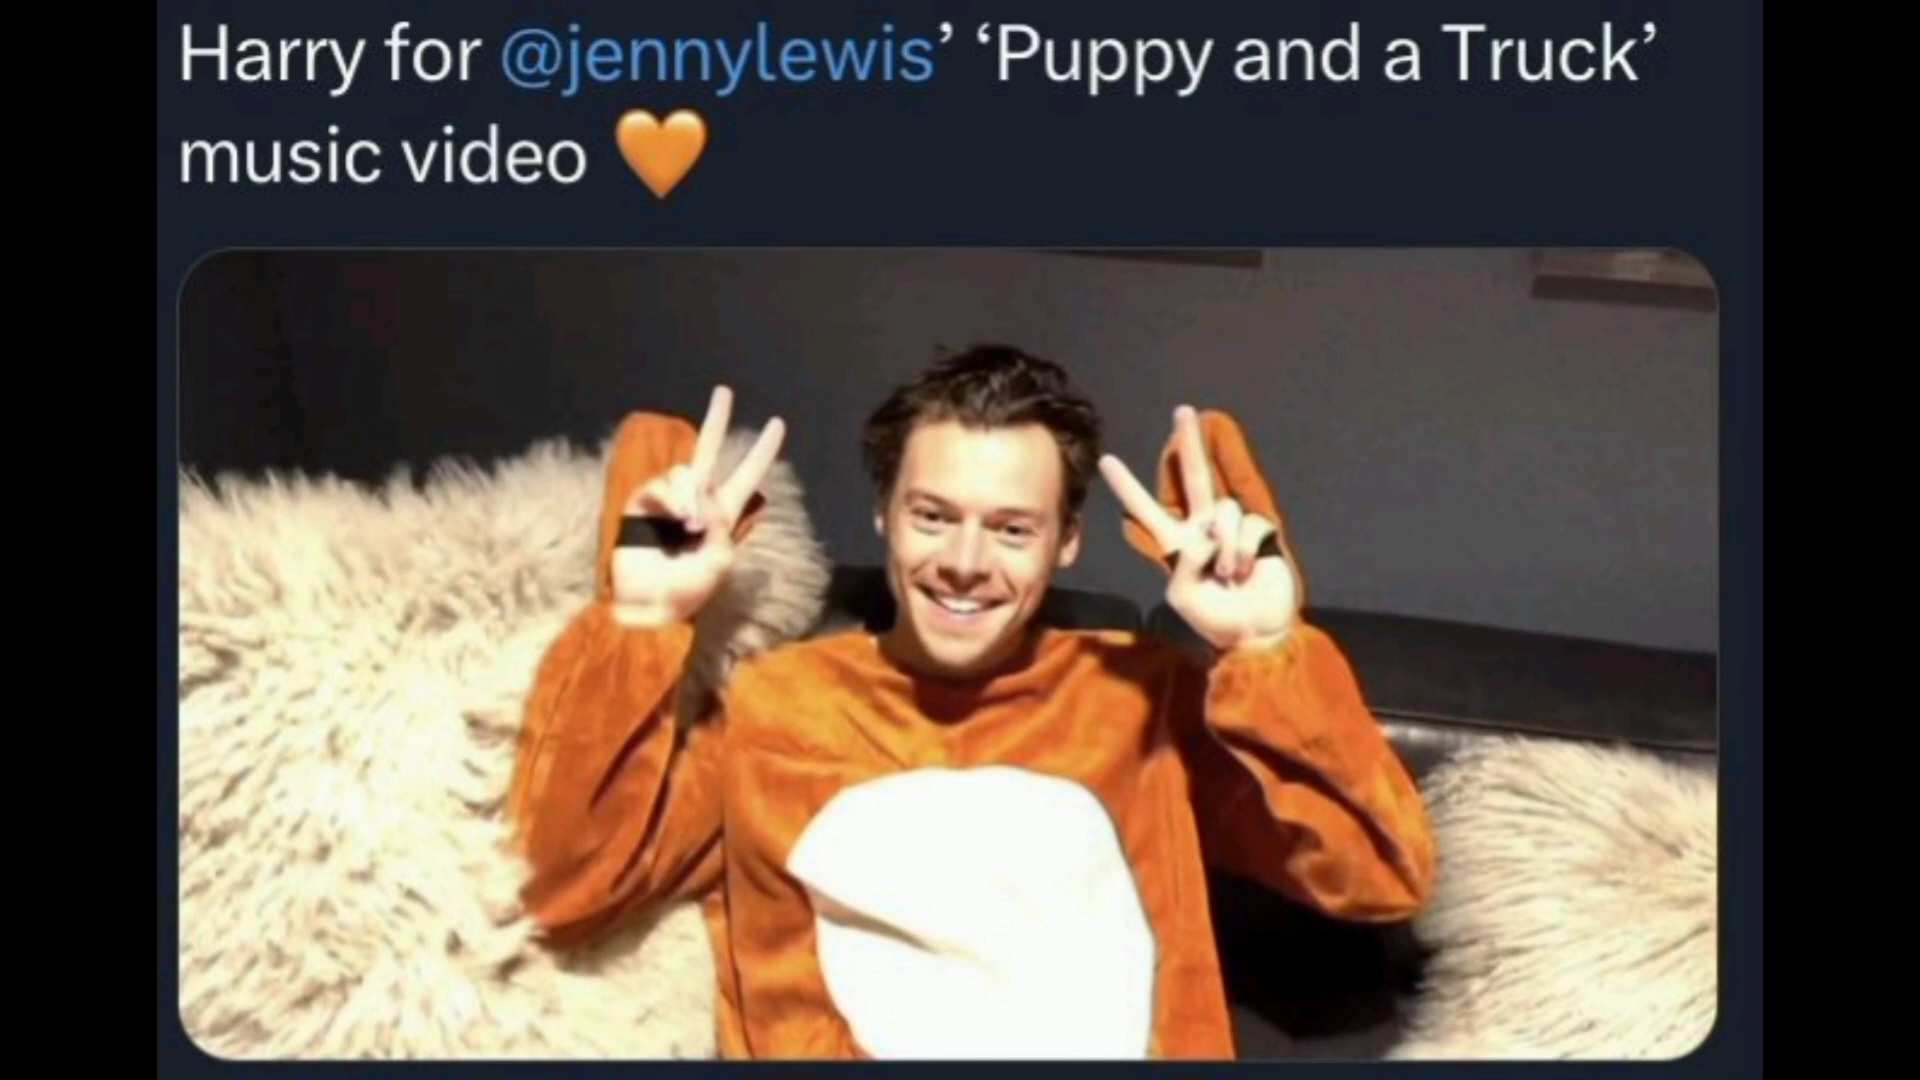 Harry for @jennylewis’ ‘Puppy and a Truck’
music video 🧡